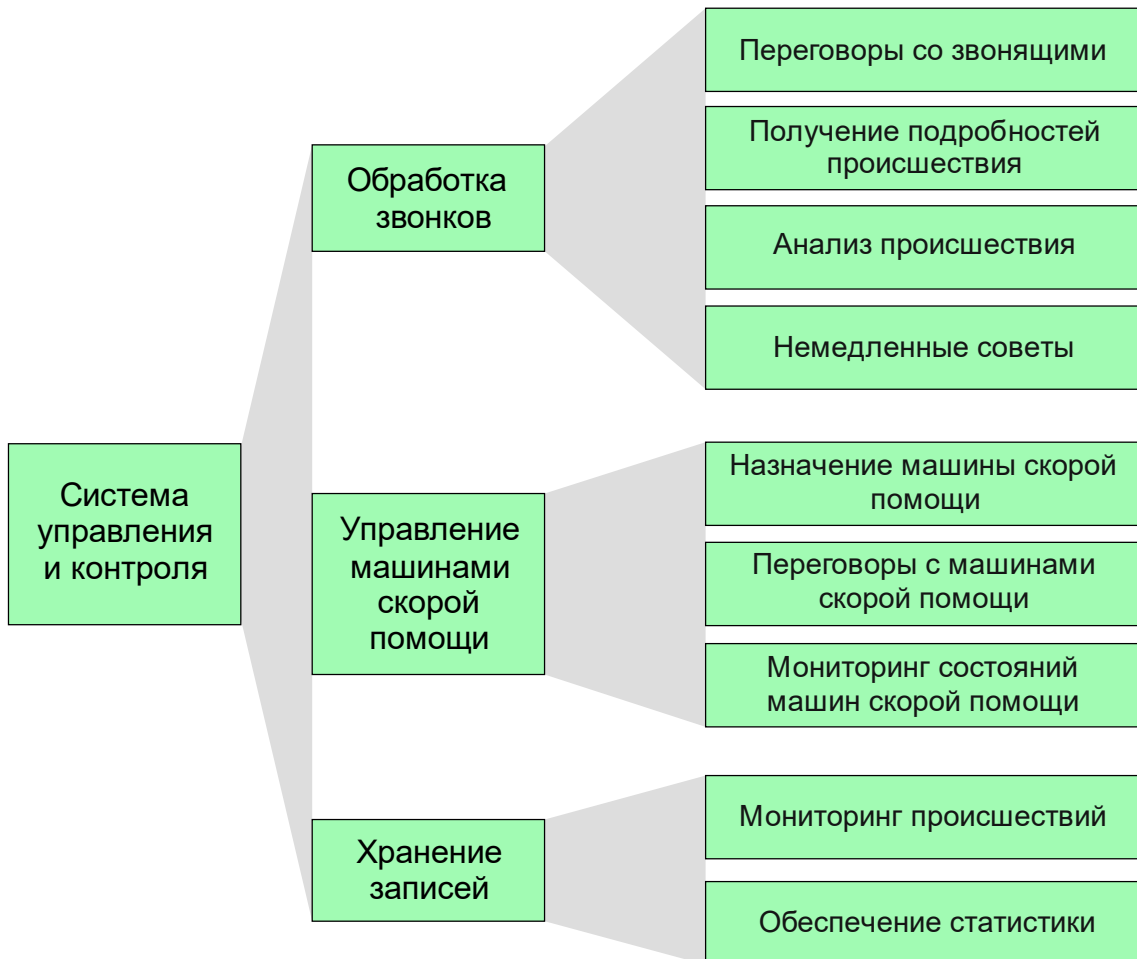 Переговоры со звонящими
Получение подробностей
происшествия
Обработка
звонков
Анализ происшествия
Немедленные советы
Система
управления
и контроля
Управление
машинами
скорой
помощи
Назначение машины скорой
помощи
Переговоры с машинами
скорой помощи
Мониторинг состояний
машин скорой помощи
Хранение
записей
Мониторинг происшествий
Обеспечение статистики